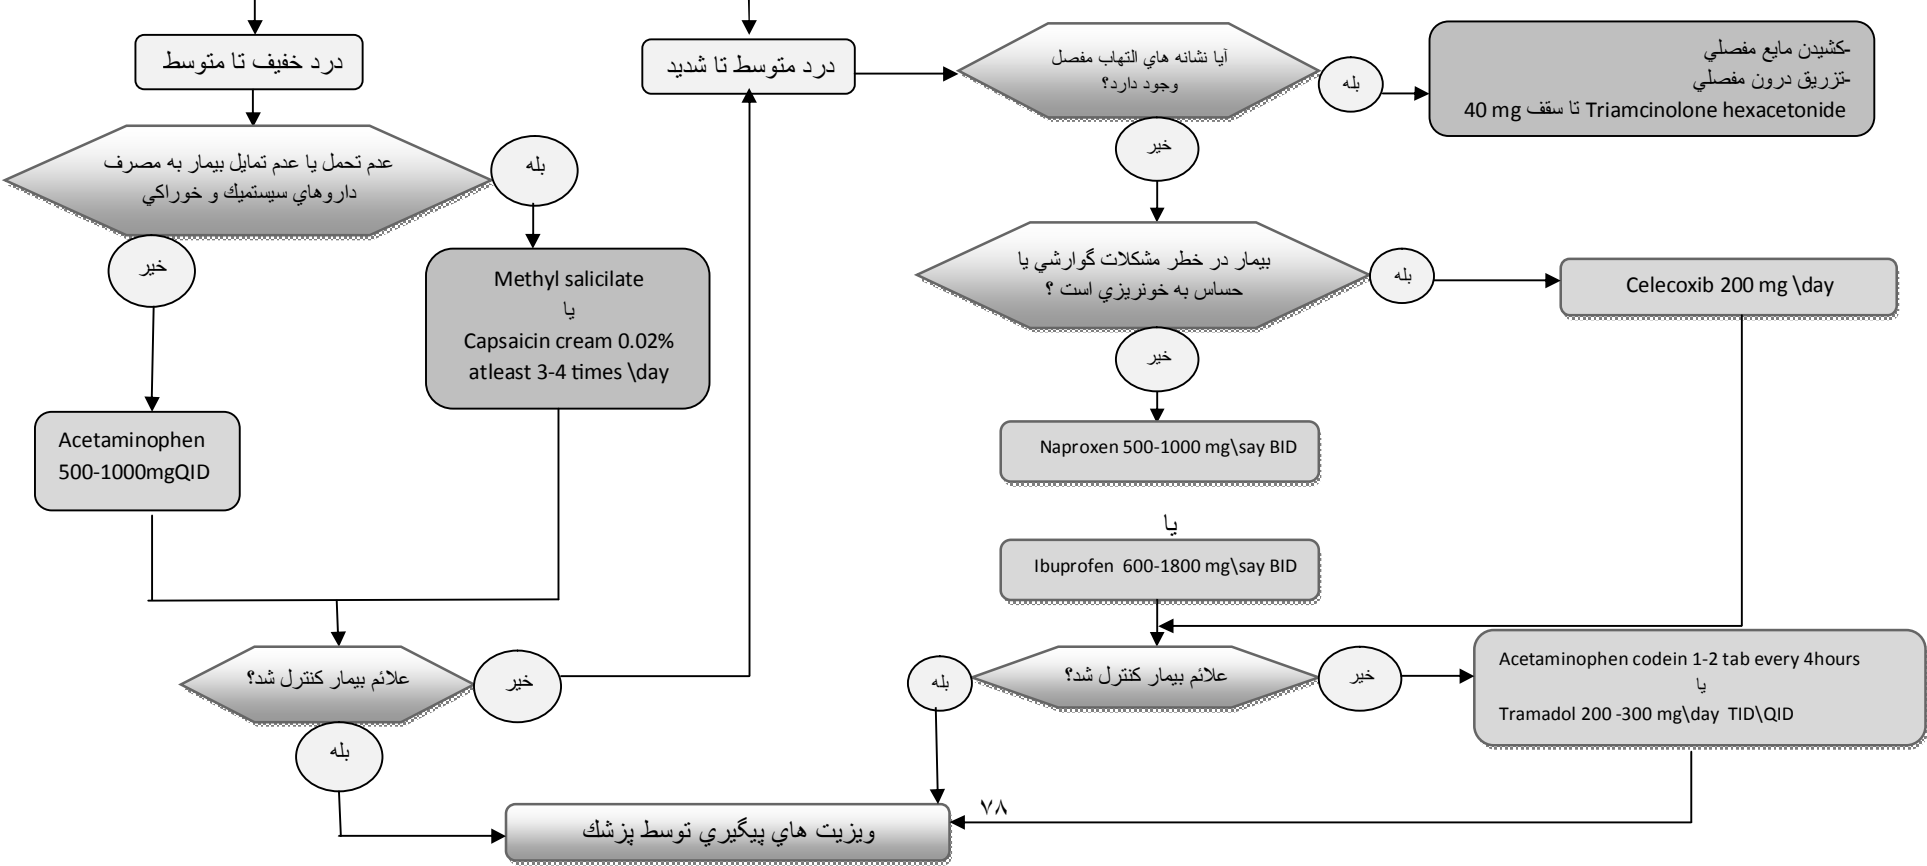 درد خفيف تا متوسط
عدم تحمل يا عدم تمايل بيمار به مصرف
داروهاي سيستميك و خوراكي
بله
خير
Methyl salicilate
يا
Capsaicin cream 0.02%
atleast 3-4 times \day
Acetaminophen
500-1000mgQID
علائم بيمار كنترل شد؟
خير
بله
درد متوسط تا شديد
آيا نشانه هاي التهاب مفصل
وجود دارد؟
بله
-كشيدن مايع مفصلي
-تزريق درون مفصلي
Triamcinolone hexacetonide تا سقف 40 mg
خير
بيمار در خطر مشكلات گوارشي يا
حساس به خونريزي است ؟
بله
Celecoxib 200 mg \day
خير
Naproxen 500-1000 mg\say BID
يا
Ibuprofen 600-1800 mg\say BID
علائم بيمار كنترل شد؟
بله
خير
Acetaminophen codein 1-2 tab every 4hours
يا
Tramadol 200 -300 mg\day TID\QID
ويزيت هاي پيگيري توسط پزشك
٧٨